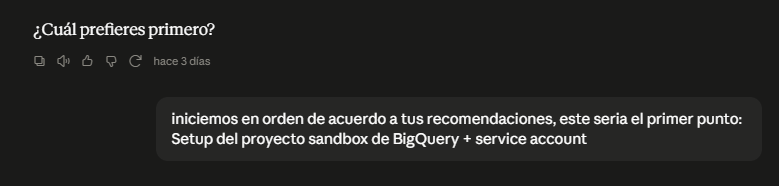 ¿Cuál prefieres primero?
hace 3 días
iniciemos en orden de acuerdo a tus recomendaciones, este seria el primer punto:
Setup del proyecto sandbox de BigQuery + service account